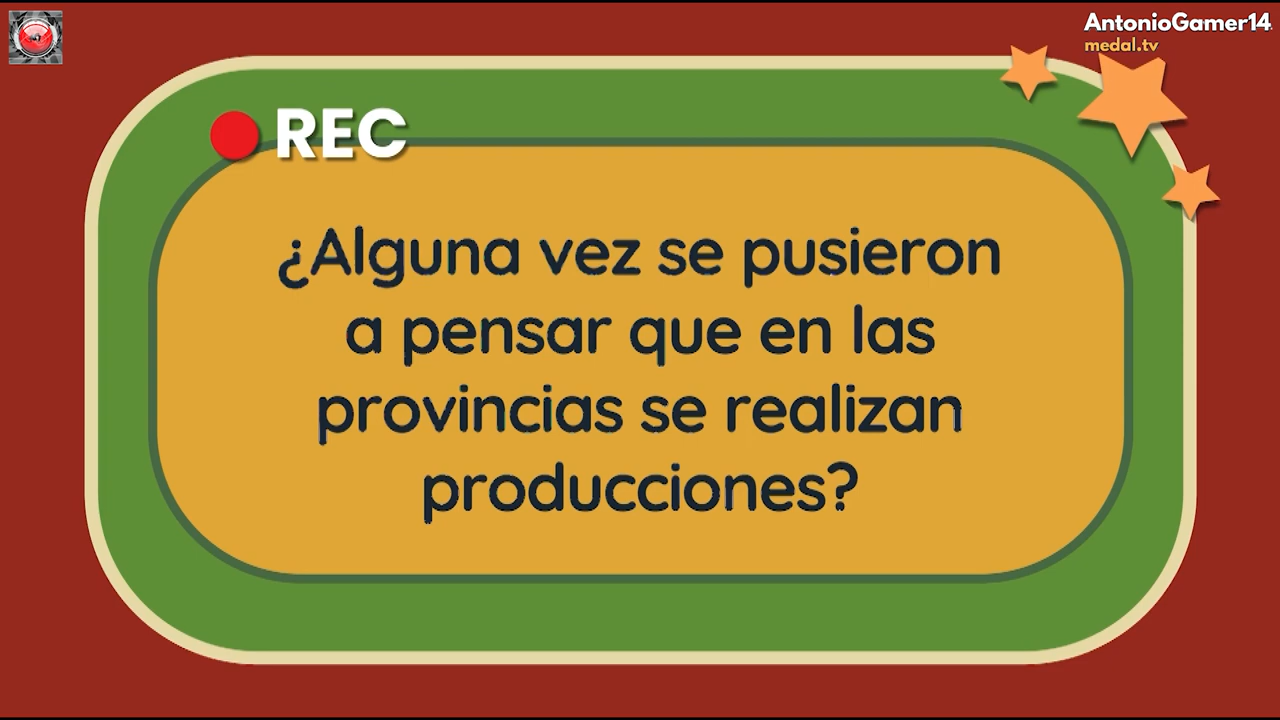 AntonioGamer14
medal.tv
REC
¿Alguna vez se pusieron
a pensar que en las
provincias se realizan
producciones?